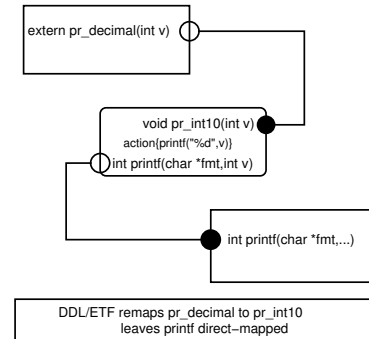 extern pr_decimal(int v)
void pr_int10(int v)
action{printf("%d",v)}
int printf(char *fmt,int v)
int printf(char *fmt,...)
DDL/ETF remaps pr_decimal to pr_int10
leaves printf direct−mapped